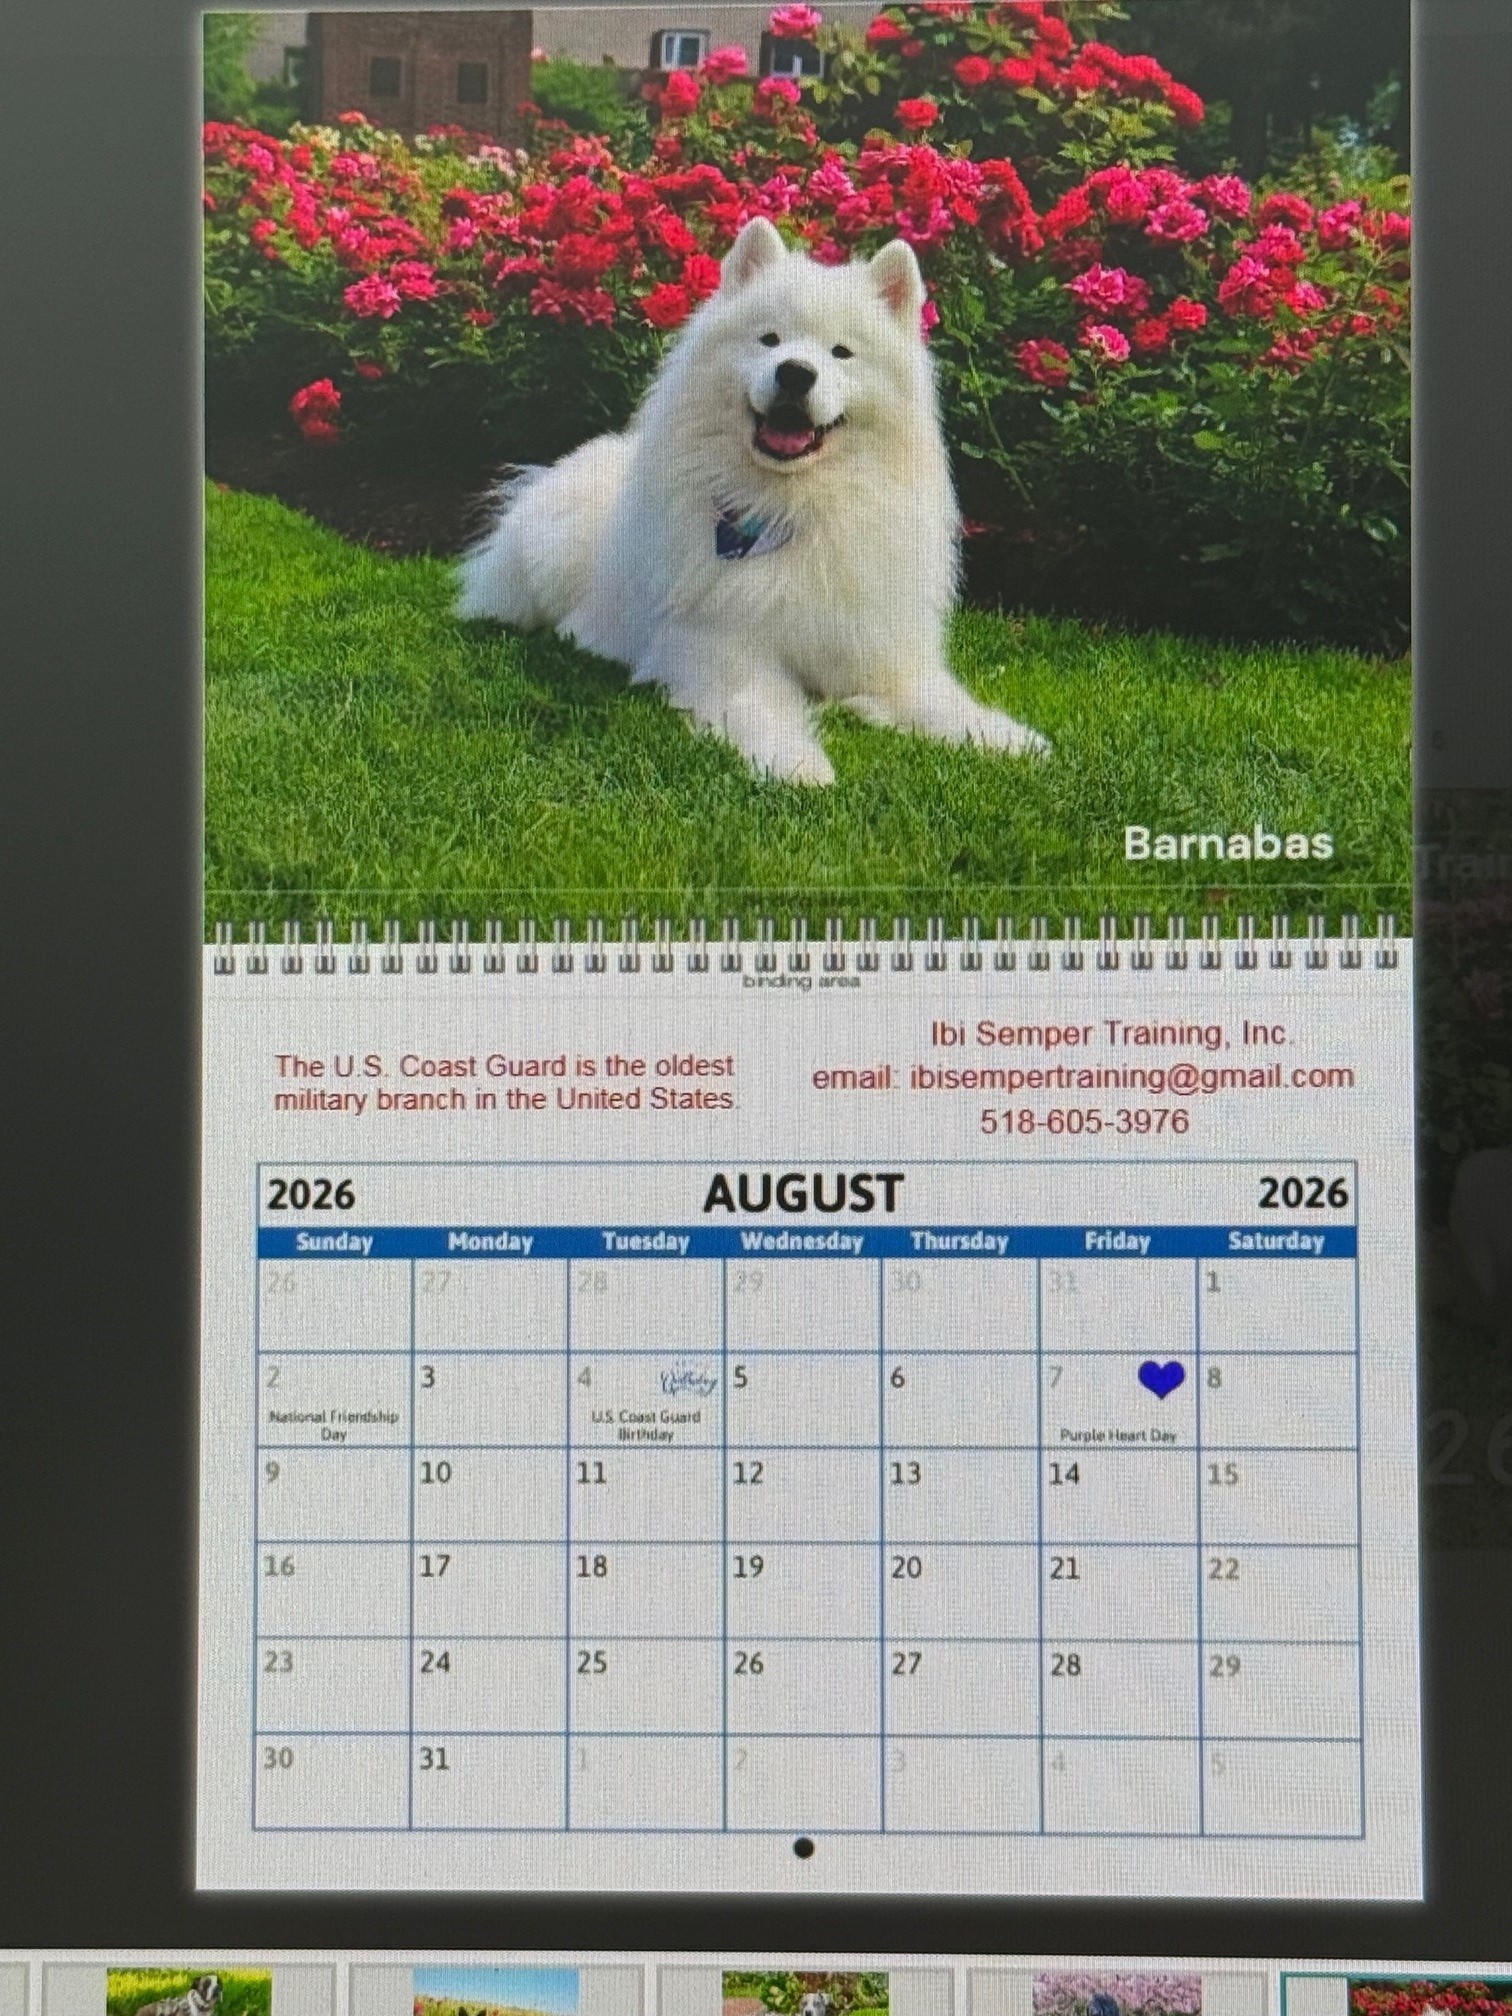 Barnabas
binding area
The U.S. Coast Guard is the oldest
military branch in the United States.
Ibi Semper Training, Inc.
email: ibisempertraining@gmail.com
518-605-3976
2026 AUGUST 2026
Sunday Monday Tuesday Wednesday Thursday Friday Saturday
26 27 28 29 30 31 1
2 3 4 Birthday 5 6 7 8
National Friendship
Day
U.S. Coast Guard
Birthday
Purple Heart Day
9 10 11 12 13 14 15
16 17 18 19 20 21 22
23 24 25 26 27 28 29
30 31 1 2 3 4 5